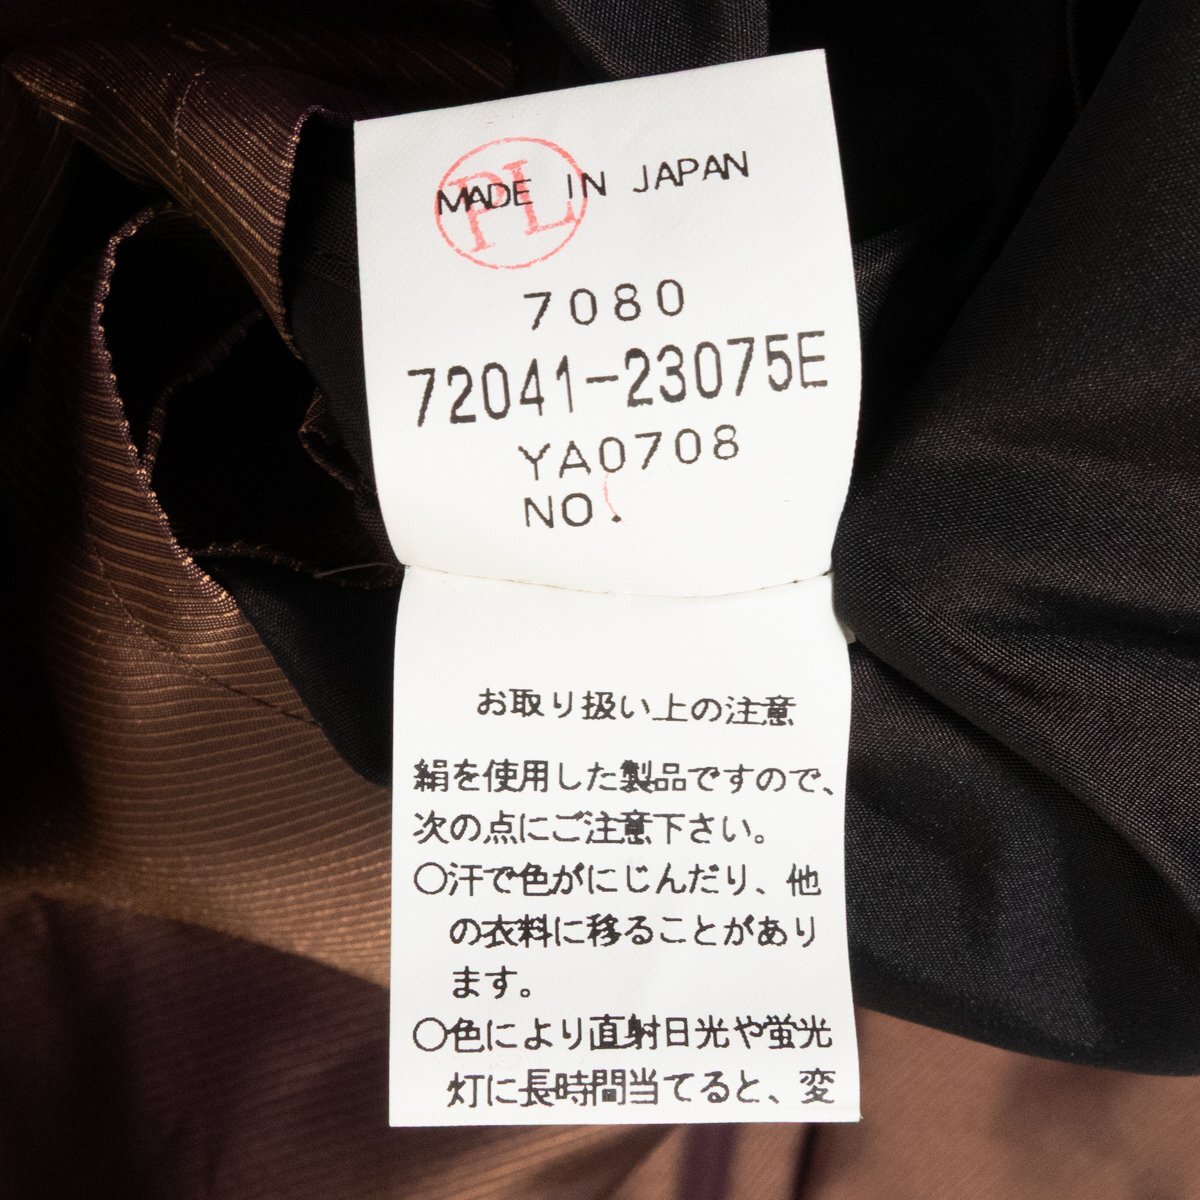 PL
MADE IN JAPAN
7080
72041-23075E
YA0708
NO.
お取り扱い上の注意
絹を使用した製品ですので、
次の点にご注意下さい。
○汗で色がにじんだり、他
の衣料に移ることがあり
ます。
○色により直射日光や蛍光
灯に長時間当てると、変